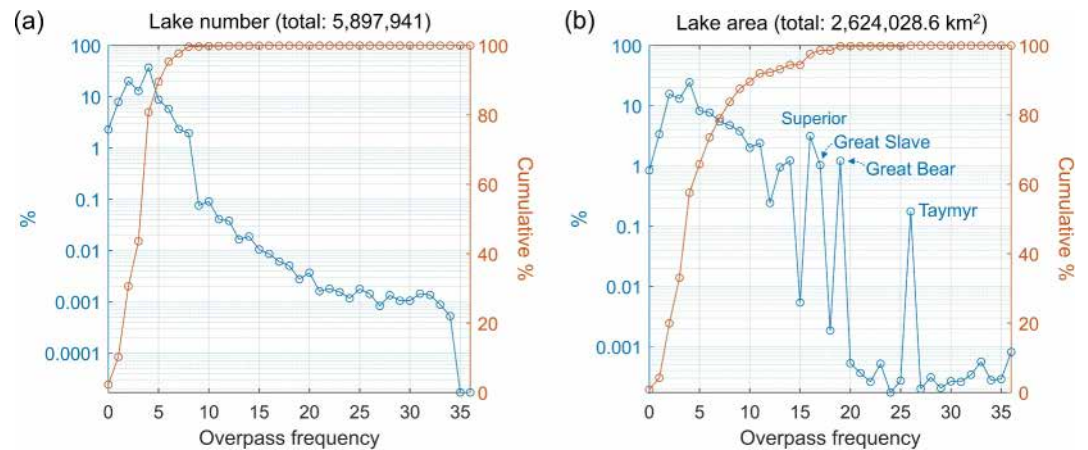 (a)
Lake number (total: 5,897,941)
100
10
1
0.1
0.01
0.001
0.0001
%
100
80
60
40
20
0
Cumulative %
0 5 10 15 20 25 30 35
Overpass frequency
(b)
Lake area (total: 2,624,028.6 km²)
100
10
1
0.1
0.01
0.001
%
Superior
Great Slave
Great Bear
Taymyr
100
80
60
40
20
0
Cumulative %
0 5 10 15 20 25 30 35
Overpass frequency